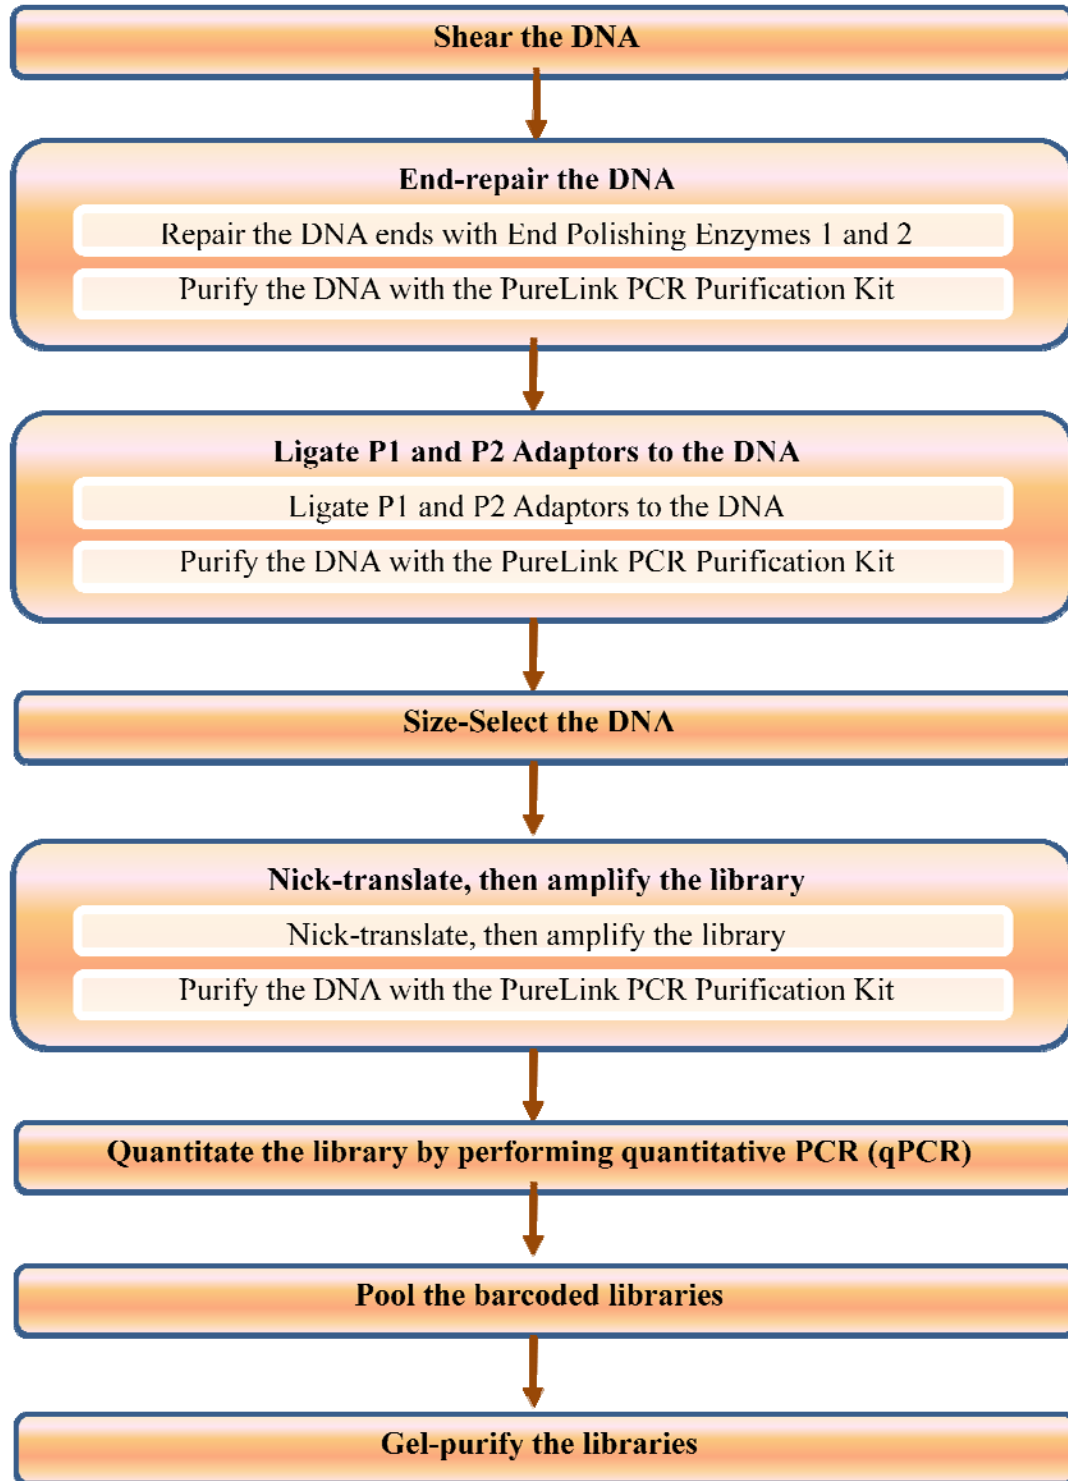 Shear the DNA
End-repair the DNA
Repair the DNA ends with End Polishing Enzymes 1 and 2
Purify the DNA with the PureLink PCR Purification Kit
Ligate P1 and P2 Adaptors to the DNA
Ligate P1 and P2 Adaptors to the DNA
Purify the DNA with the PureLink PCR Purification Kit
Size-Select the DNA
Nick-translate, then amplify the library
Nick-translate, then amplify the library
Purify the DNA with the PureLink PCR Purification Kit
Quantitate the library by performing quantitative PCR (qPCR)
Pool the barcoded libraries
Gel-purify the libraries